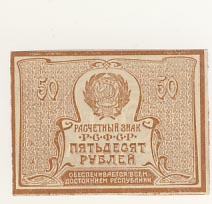 50 50
РАСЧЕТНЫЙ ЗНАК
Р.С.Ф.С.Р.
ПЯТЬДЕСЯТ
РУБЛЕЙ
ОБЕСПЕЧИВАЕТСЯ ВСЕМ
ДОСТОЯНИЕМ РЕСПУБЛИКИ